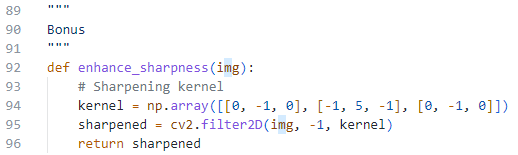 89 """
90 Bonus
91 """
92 def enhance_sharpness(img):
93     # Sharpening kernel
94     kernel = np.array([[0, -1, 0], [-1, 5, -1], [0, -1, 0]])
95     sharpened = cv2.filter2D(img, -1, kernel)
96     return sharpened